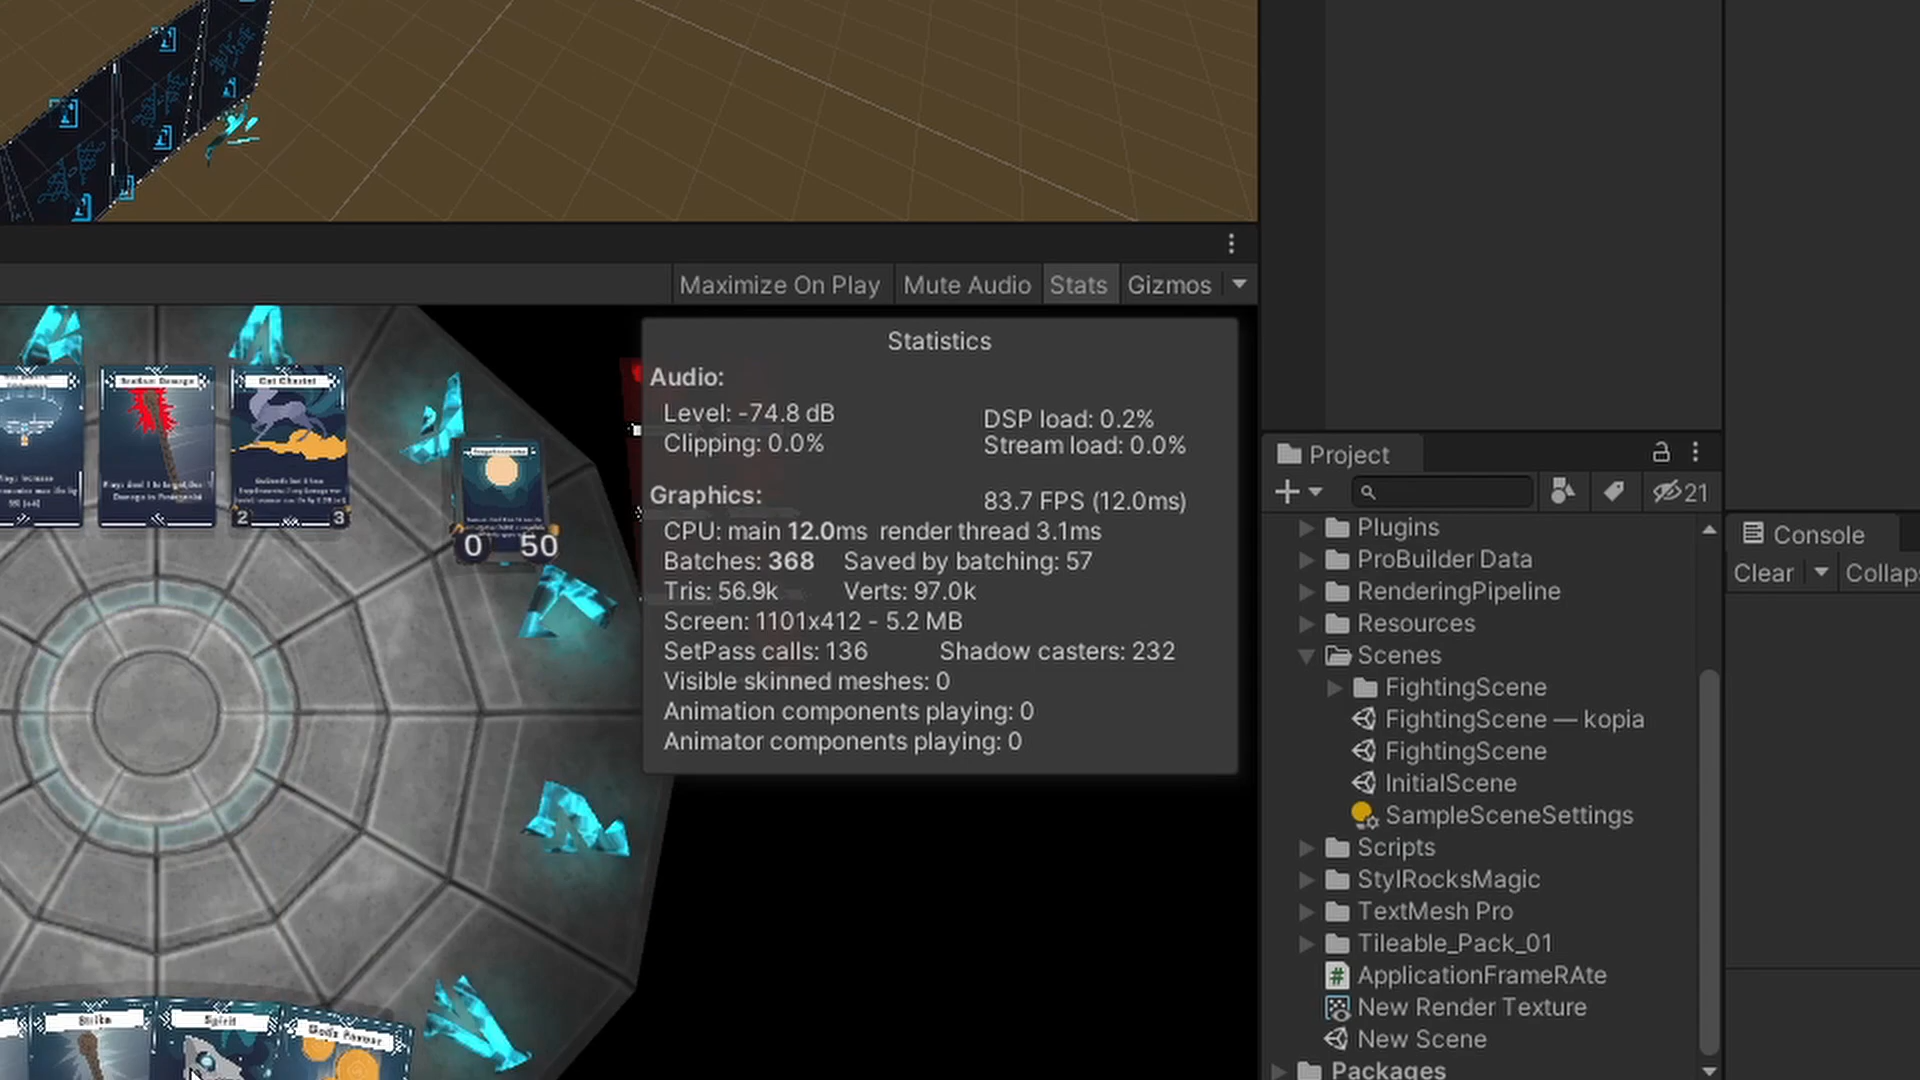 Maximize On Play
Mute Audio
Stats
Gizmos
Statistics
Audio:
Level: -74.8 dB
DSP load: 0.2%
Clipping: 0.0%
Stream load: 0.0%
Graphics:
83.7 FPS (12.0ms)
CPU: main 12.0ms render thread 3.1ms
Batches: 368 Saved by batching: 57
Tris: 56.9k Verts: 97.0k
Screen: 1101x412 - 5.2 MB
SetPass calls: 136 Shadow casters: 232
Visible skinned meshes: 0
Animation components playing: 0
Animator components playing: 0
2
3
0
50
Strike
Spirit
Gods Favour
Project
21
Plugins
ProBuilder Data
RenderingPipeline
Resources
Scenes
FightingScene
FightingScene — kopia
FightingScene
InitialScene
SampleSceneSettings
Scripts
StylRocksMagic
TextMesh Pro
Tileable_Pack_01
ApplicationFrameRAte
New Render Texture
New Scene
Packages
Console
Clear
Collaps